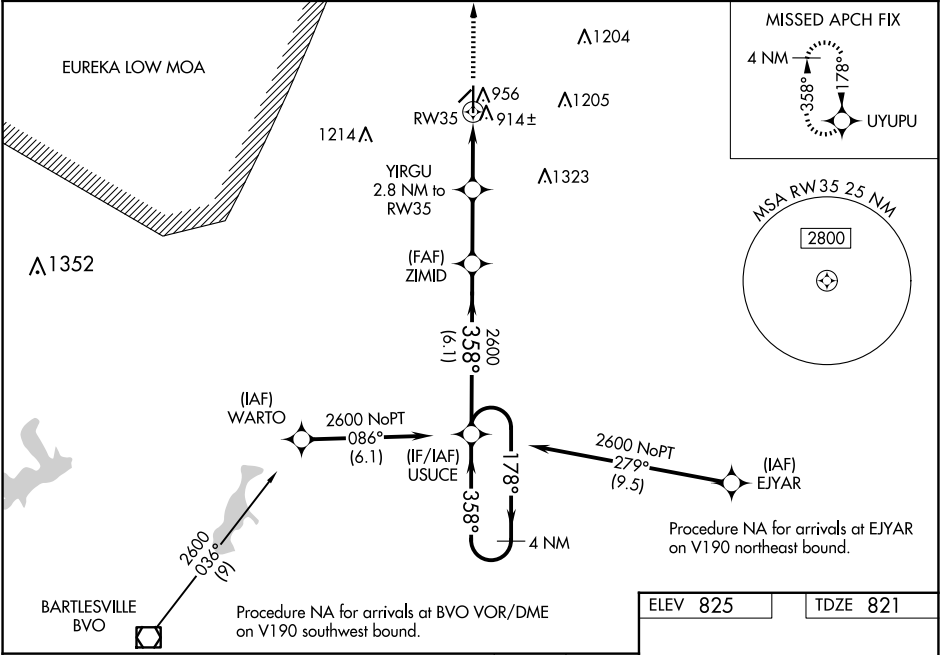 EUREKA LOW MOA
1204
956
1205
RW35
914±
1214
YIRGU
2.8 NM to
RW35
1323
1352
(FAF)
ZIMID
2600
358°
(6.1)
(IAF)
WARTO
2600 NoPT
086°
(6.1)
(IF/IAF)
USUCE
178°
358°
4 NM
2600 NoPT
279°
(9.5)
(IAF)
EJYAR
Procedure NA for arrivals at EJYAR
on V190 northeast bound.
2600
036°
(9)
BARTLESVILLE
BVO
Procedure NA for arrivals at BVO VOR/DME
on V190 southwest bound.
MISSED APCH FIX
4 NM
358°
178°
UYUPU
MSA RW35 25 NM
2800
ELEV 825
TDZE 821